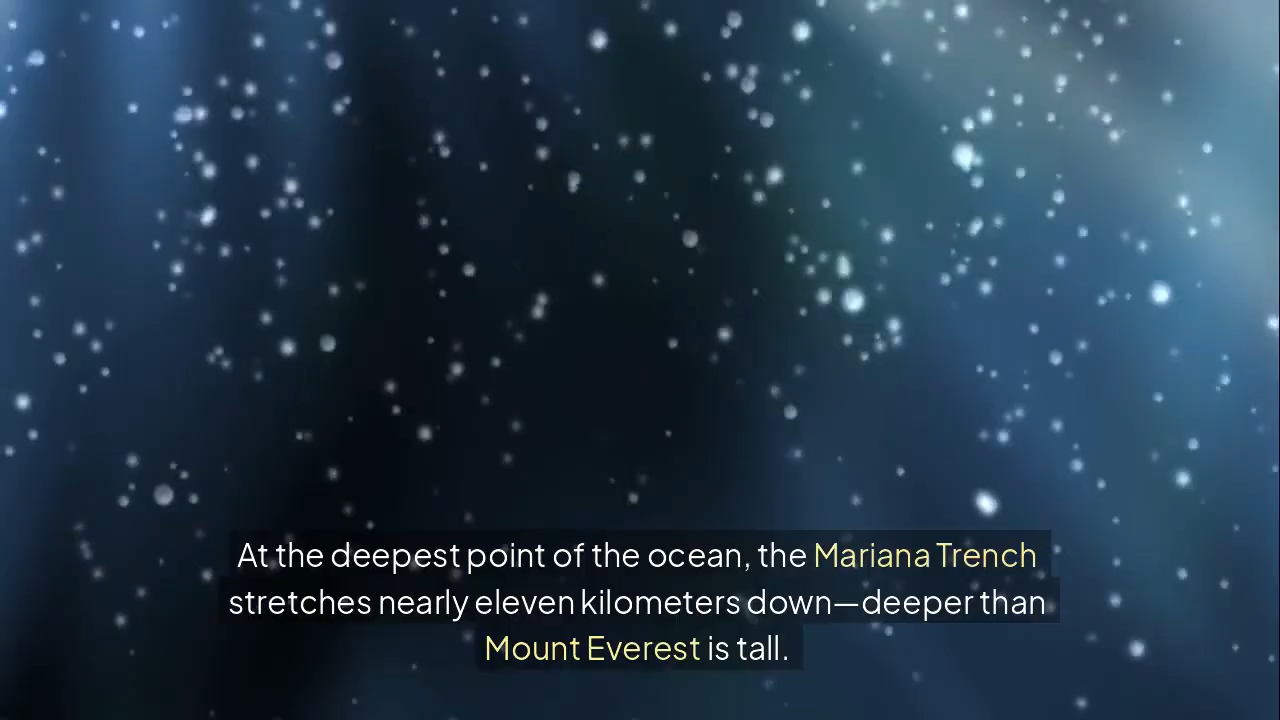 At the deepest point of the ocean, the Mariana Trench
stretches nearly eleven kilometers down—deeper than
Mount Everest is tall.